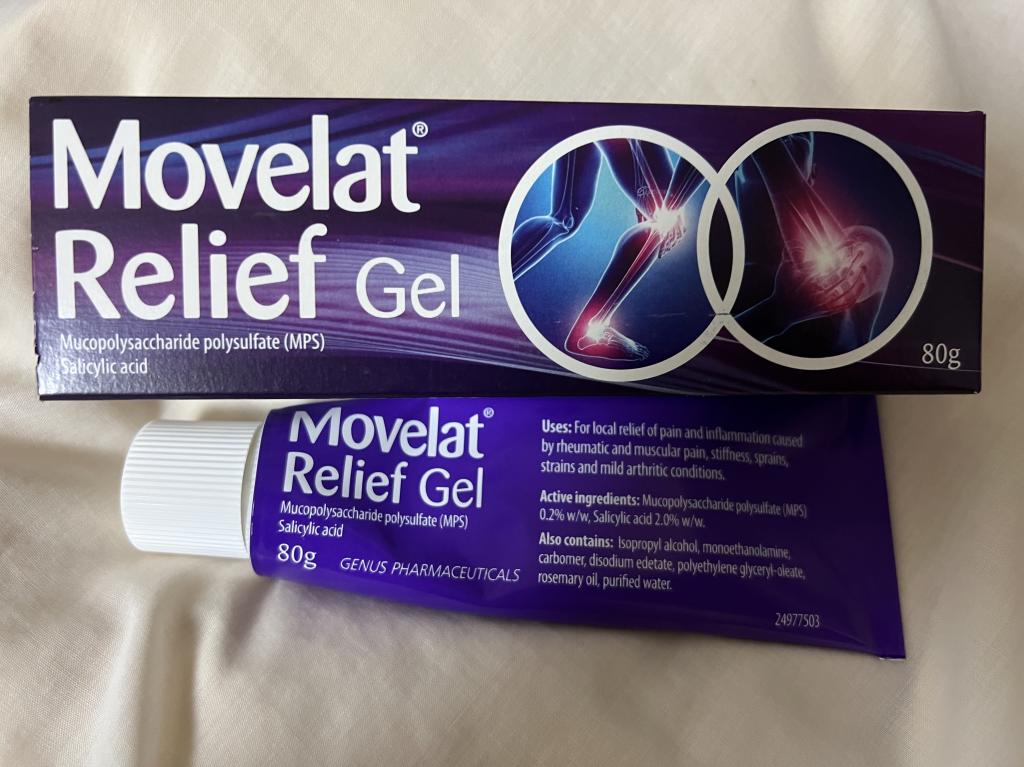 Movelat®
Relief Gel
Mucopolysaccharide polysulfate (MPS)
Salicylic acid
80g
Movelat®
Relief Gel
Mucopolysaccharide polysulfate (MPS)
Salicylic acid
80g
GENUS PHARMACEUTICALS
Uses: For local relief of pain and inflammation caused
by rheumatic and muscular pain, stiffness, sprains,
strains and mild arthritic conditions.
Active ingredients: Mucopolysaccharide polysulfate (MPS)
0.2% w/w, Salicylic acid 2.0% w/w.
Also contains: Isopropyl alcohol, monoethanolamine,
carbomer, disodium edetate, polyethylene glyceryl-oleate,
rosemary oil, purified water.
24977503